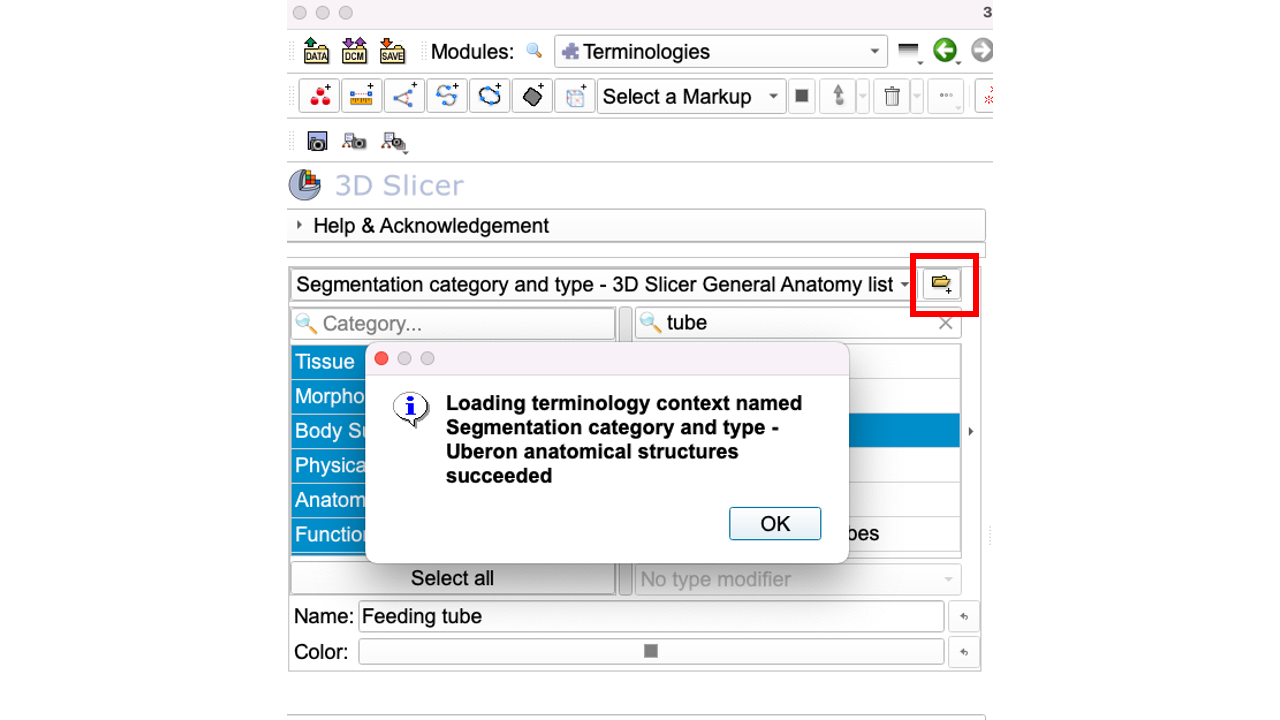 3
DATA DCM SAVE Modules: Terminologies
Select a Markup
3D Slicer
Help & Acknowledgement
Segmentation category and type - 3D Slicer General Anatomy list
Category... tube
Tissue
Morpho
Body Su
Physica
Anatom
Function
Loading terminology context named
Segmentation category and type -
Uberon anatomical structures
succeeded
OK
bes
Select all No type modifier
Name: Feeding tube
Color: